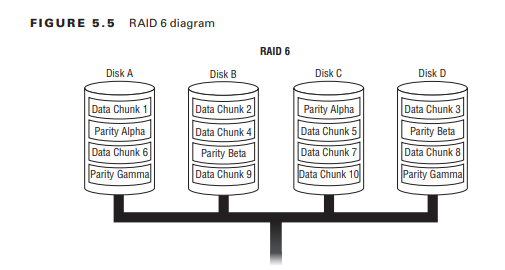 FIGURE 5.5 RAID 6 diagram
RAID 6
Disk A
Disk B
Disk C
Disk D
Data Chunk 1
Data Chunk 2
Parity Alpha
Data Chunk 3
Parity Alpha
Data Chunk 4
Data Chunk 5
Parity Beta
Data Chunk 6
Parity Beta
Data Chunk 7
Data Chunk 8
Parity Gamma
Data Chunk 9
Data Chunk 10
Parity Gamma